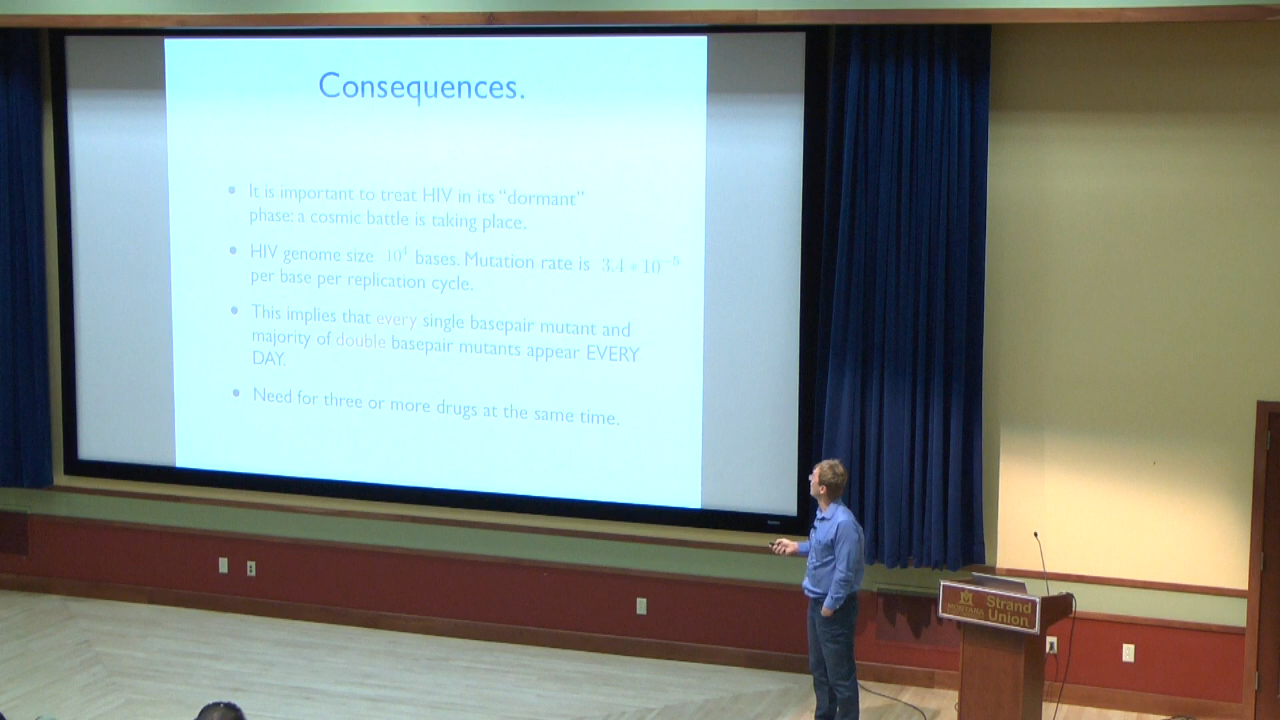 Consequences.
• It is important to treat HIV in its “dormant”
phase: a cosmic battle is taking place.
• HIV genome size 10⁴ bases. Mutation rate is 3.4 * 10⁻⁵
per base per replication cycle.
• This implies that every single basepair mutant and
majority of double basepair mutants appear EVERY
DAY.
• Need for three or more drugs at the same time.
MONTANA
Strand
Union